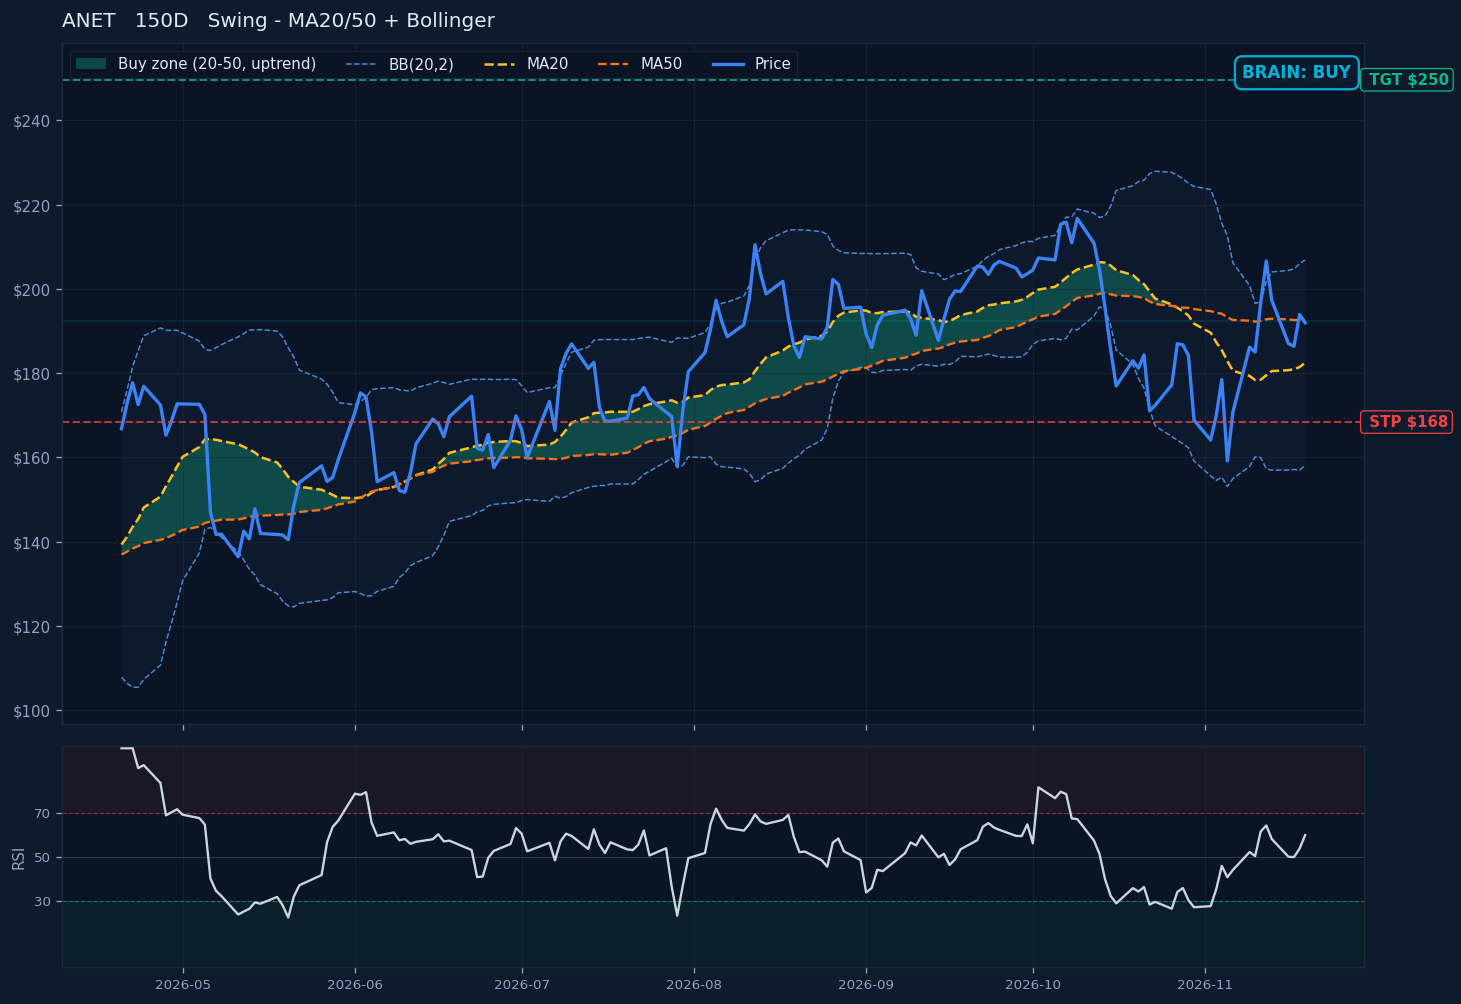 ANET   150D   Swing - MA20/50 + Bollinger
Buy zone (20-50, uptrend)   BB(20,2)   MA20   MA50   Price
BRAIN: BUY
TGT $250
$240
$220
$200
$180
STP $168
$160
$140
$120
$100
RSI
70
50
30
2026-05   2026-06   2026-07   2026-08   2026-09   2026-10   2026-11